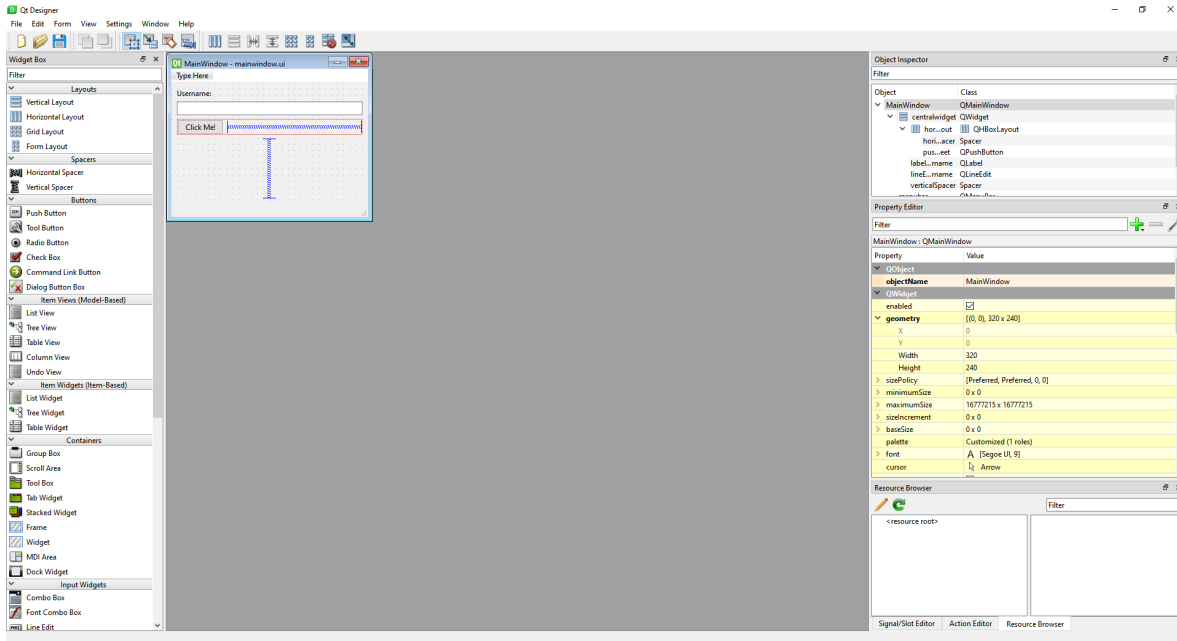 Qt Designer
File Edit Form View Settings Window Help
Widget Box
Filter
Layouts
Vertical Layout
Horizontal Layout
Grid Layout
Form Layout
Spacers
Horizontal Spacer
Vertical Spacer
Buttons
Push Button
Tool Button
Radio Button
Check Box
Command Link Button
Dialog Button Box
Item Views (Model-Based)
List View
Tree View
Table View
Column View
Undo View
Item Widgets (Item-Based)
List Widget
Tree Widget
Table Widget
Containers
Group Box
Scroll Area
Tool Box
Tab Widget
Stacked Widget
Frame
Widget
MDI Area
Dock Widget
Input Widgets
Combo Box
Font Combo Box
Line Edit
MainWindow - mainwindow.ui
Type Here
Username:
Click Me!
Object Inspector
Filter
Object Class
MainWindow QMainWindow
centralwidget QWidget
hor...out QHBoxLayout
hori...acer Spacer
pus...eet QPushButton
label...rname QLabel
lineE...rname QLineEdit
verticalSpacer Spacer
Property Editor
Filter
MainWindow : QMainWindow
Property Value
QObject
objectName MainWindow
QWidget
enabled
geometry [(0, 0), 320 x 240]
X 0
Y 0
Width 320
Height 240
sizePolicy [Preferred, Preferred, 0, 0]
minimumSize 0 x 0
maximumSize 16777215 x 16777215
sizeIncrement 0 x 0
baseSize 0 x 0
palette Customized (1 roles)
font A [Segoe UI, 9]
cursor Arrow
Resource Browser
Filter
<resource root>
Signal/Slot Editor Action Editor Resource Browser